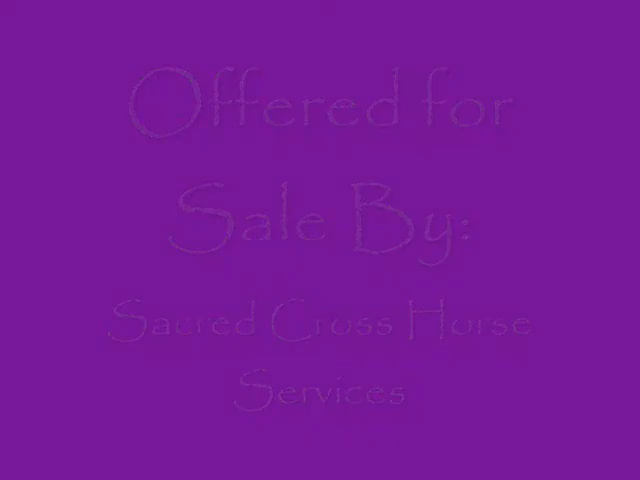 Offered for
Sale By:
Sacred Cross Horse
Services